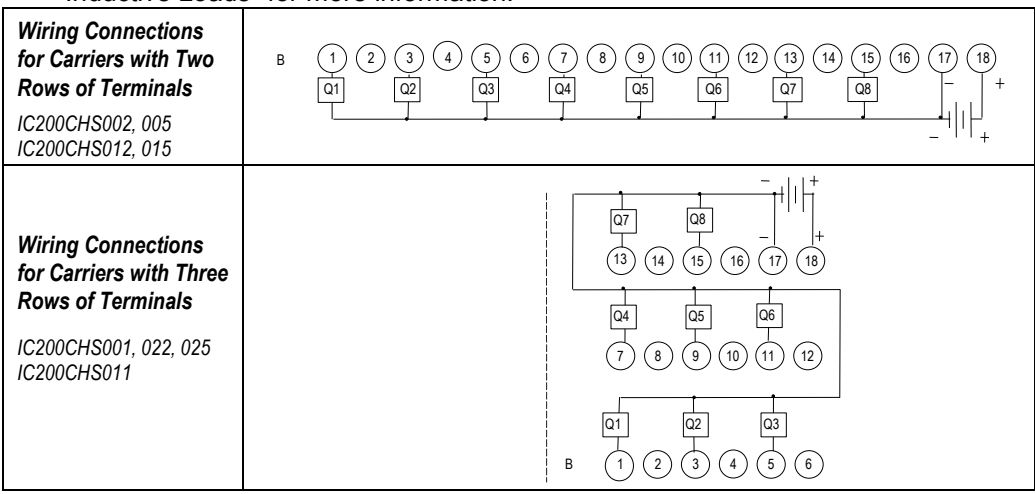 Inductive Loads" for more information.
Wiring Connections
for Carriers with Two
Rows of Terminals
IC200CHS002, 005
IC200CHS012, 015
B 1 2 3 4 5 6 7 8 9 10 11 12 13 14 15 16 17 18
Q1 Q2 Q3 Q4 Q5 Q6 Q7 Q8 – +
– +
Wiring Connections
for Carriers with Three
Rows of Terminals
IC200CHS001, 022, 025
IC200CHS011
– +
Q7 Q8
– +
13 14 15 16 17 18
Q4 Q5 Q6
7 8 9 10 11 12
Q1 Q2 Q3
B 1 2 3 4 5 6